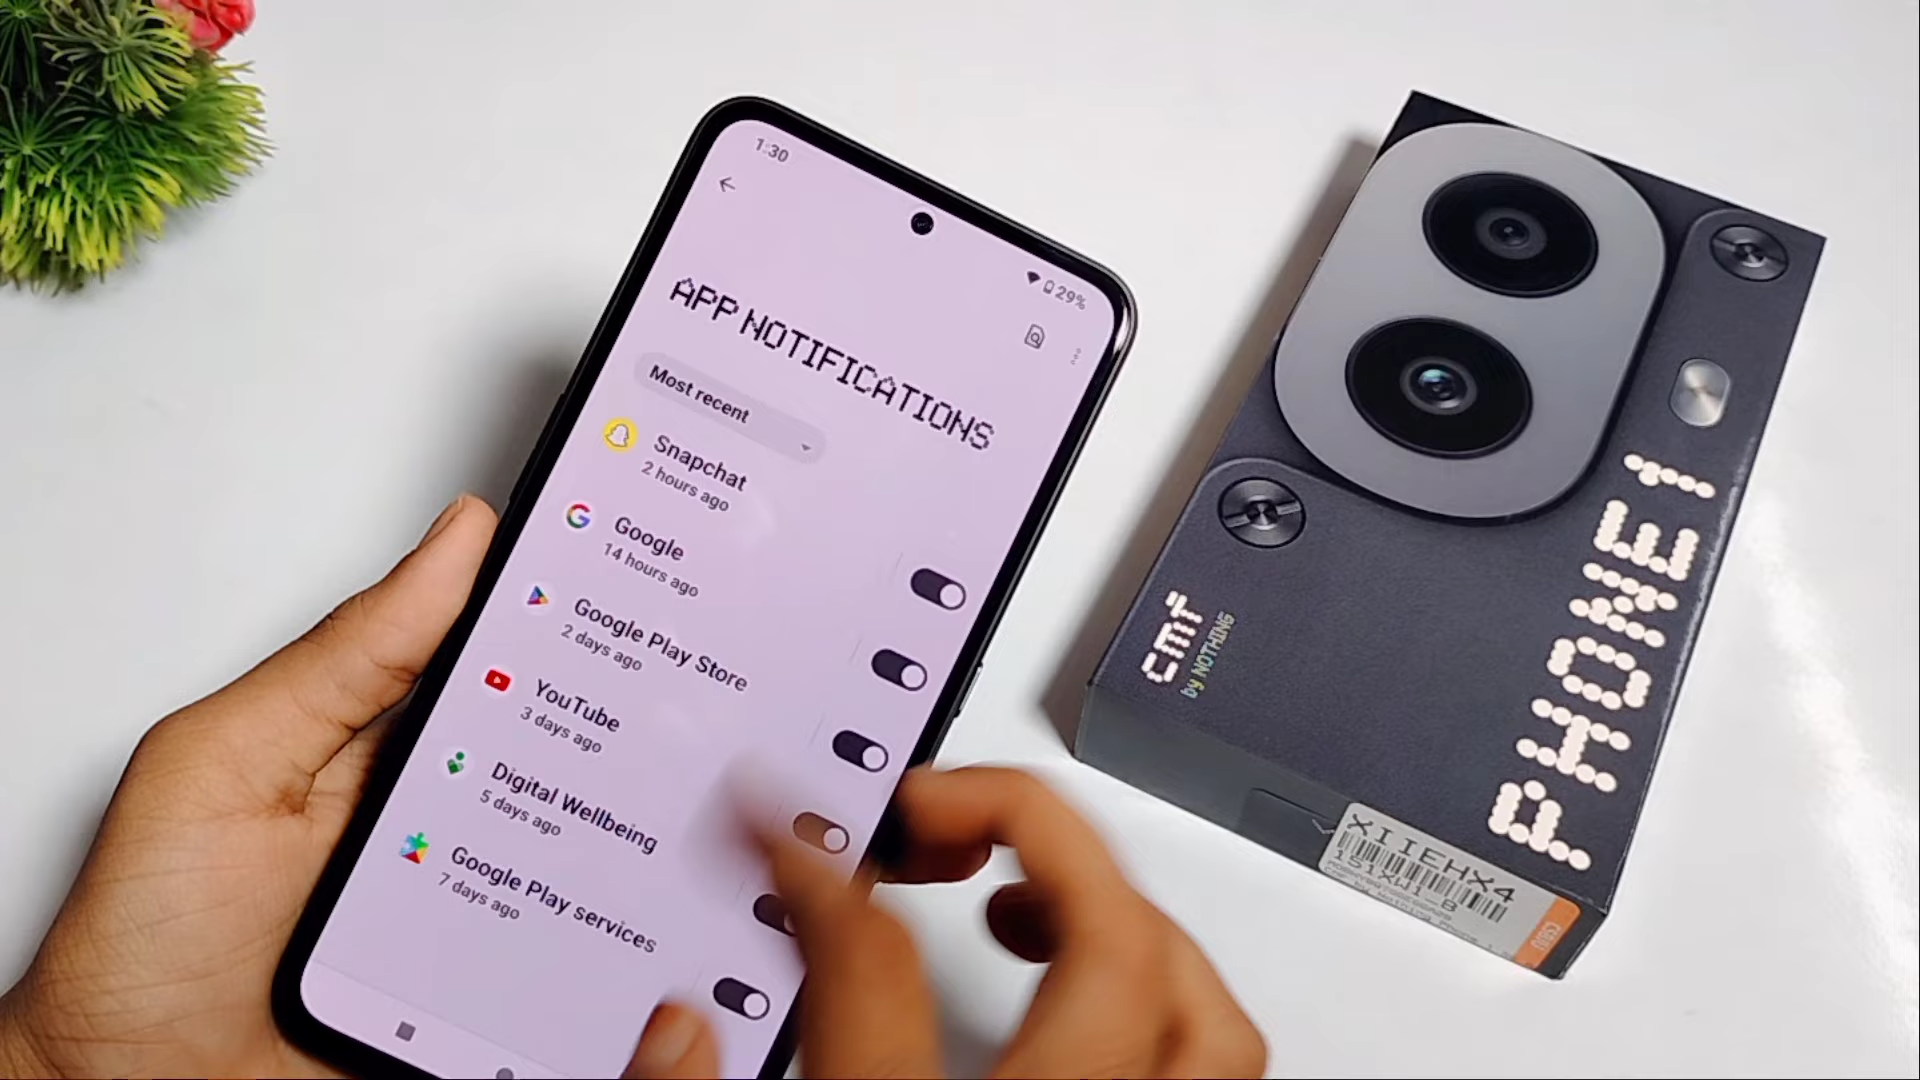 1:30
29%
APP NOTIFICATIONS
Most recent
Snapchat
2 hours ago
Google
14 hours ago
Google Play Store
2 days ago
YouTube
3 days ago
Digital Wellbeing
5 days ago
Google Play services
7 days ago
cmf
by NOTHING
PHONE 1
XIIEHX4
151XW1-B